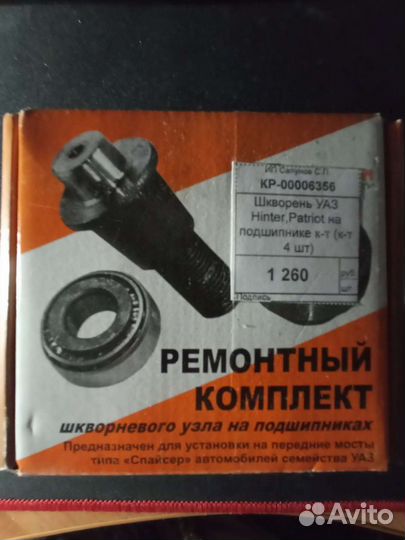 ИП Сапунов С.П.
КР-00006356
Шкворень УАЗ
Hinter,Patriot на
подшипнике к-т (к-т
4 шт)
1 260
руб
шт
Подпись
РЕМОНТНЫЙ
КОМПЛЕКТ
шкворневого узла на подшипниках
Предназначен для установки на передние мосты
типа «Спайсер» автомобилей семейства УАЗ
Avito